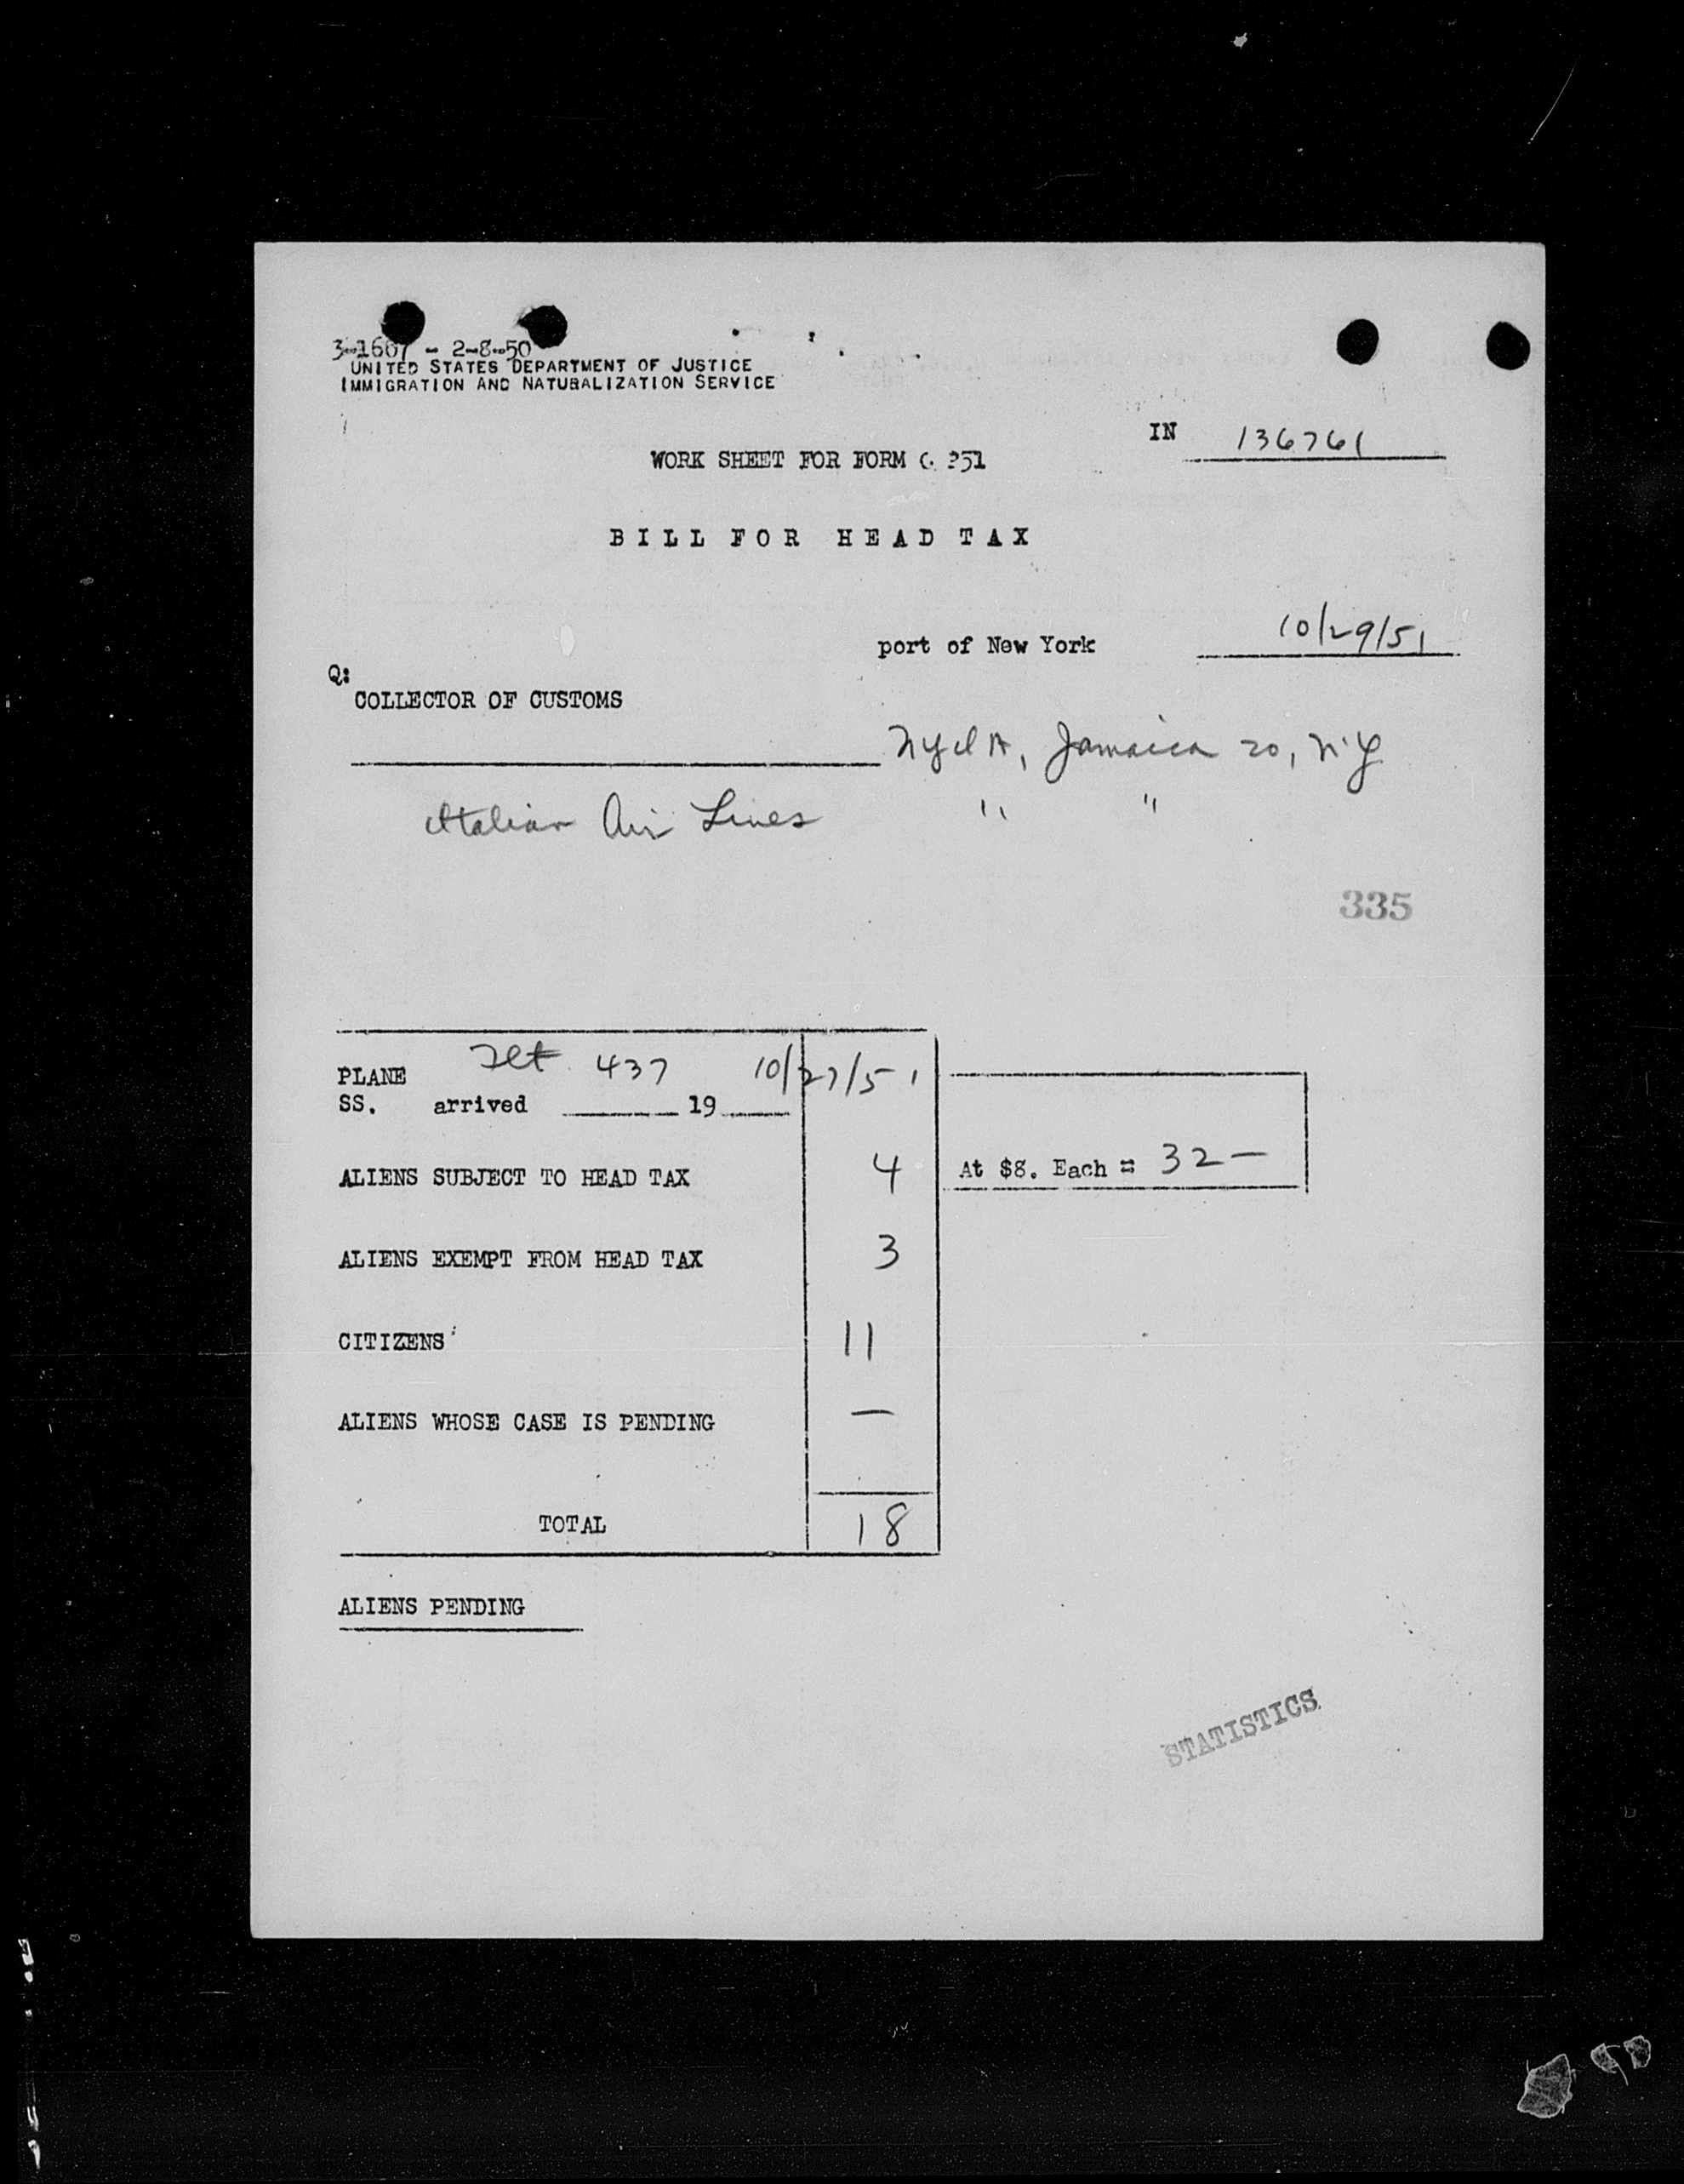 3-1607 - 2-8-50
UNITED STATES DEPARTMENT OF JUSTICE
IMMIGRATION AND NATURALIZATION SERVICE
IN 136761
WORK SHEET FOR FORM 351
BILL FOR HEAD TAX
port of New York 10/29/51
Q:
COLLECTOR OF CUSTOMS
Jamaica 20, N.Y
Italian Air Lines " "
335
PLANE Flt. 437 10/27/51
SS. arrived 19
ALIENS SUBJECT TO HEAD TAX 4 At $8. Each = 32—
ALIENS EXEMPT FROM HEAD TAX 3
CITIZENS 11
ALIENS WHOSE CASE IS PENDING —
TOTAL 18
ALIENS PENDING
STATISTICS